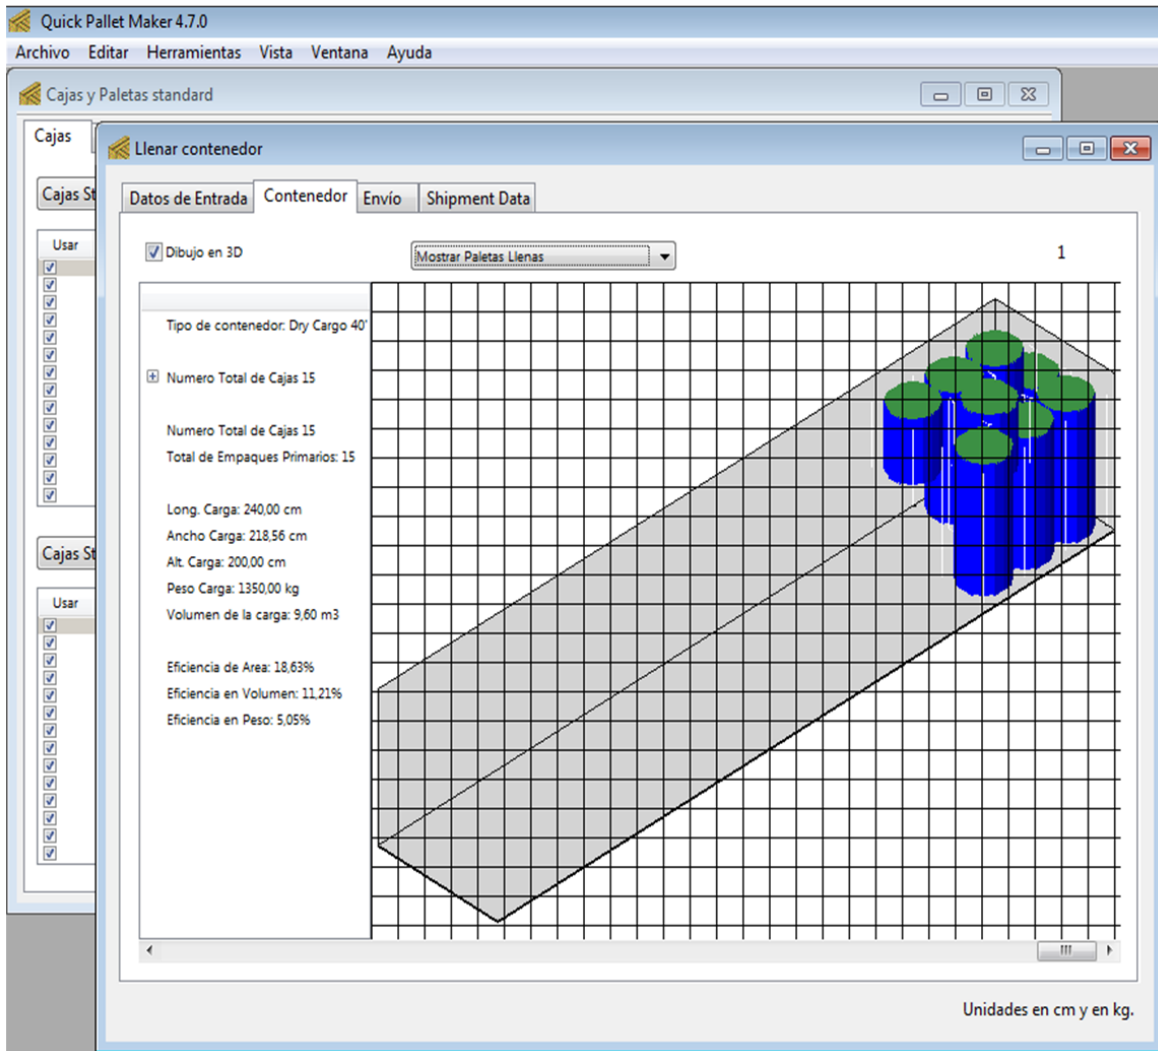 Quick Pallet Maker 4.7.0
Archivo Editar Herramientas Vista Ventana Ayuda
Cajas y Paletas standard
Cajas
Llenar contenedor
Cajas St
Datos de Entrada Contenedor Envío Shipment Data
Usar
Dibujo en 3D
Mostrar Paletas Llenas
1
Tipo de contenedor: Dry Cargo 40'
Numero Total de Cajas 15
Numero Total de Cajas 15
Total de Empaques Primarios: 15
Long. Carga: 240,00 cm
Ancho Carga: 218,56 cm
Alt. Carga: 200,00 cm
Peso Carga: 1350,00 kg
Volumen de la carga: 9,60 m3
Cajas St
Usar
Eficiencia de Area: 18,63%
Eficiencia en Volumen: 11,21%
Eficiencia en Peso: 5,05%
Unidades en cm y en kg.